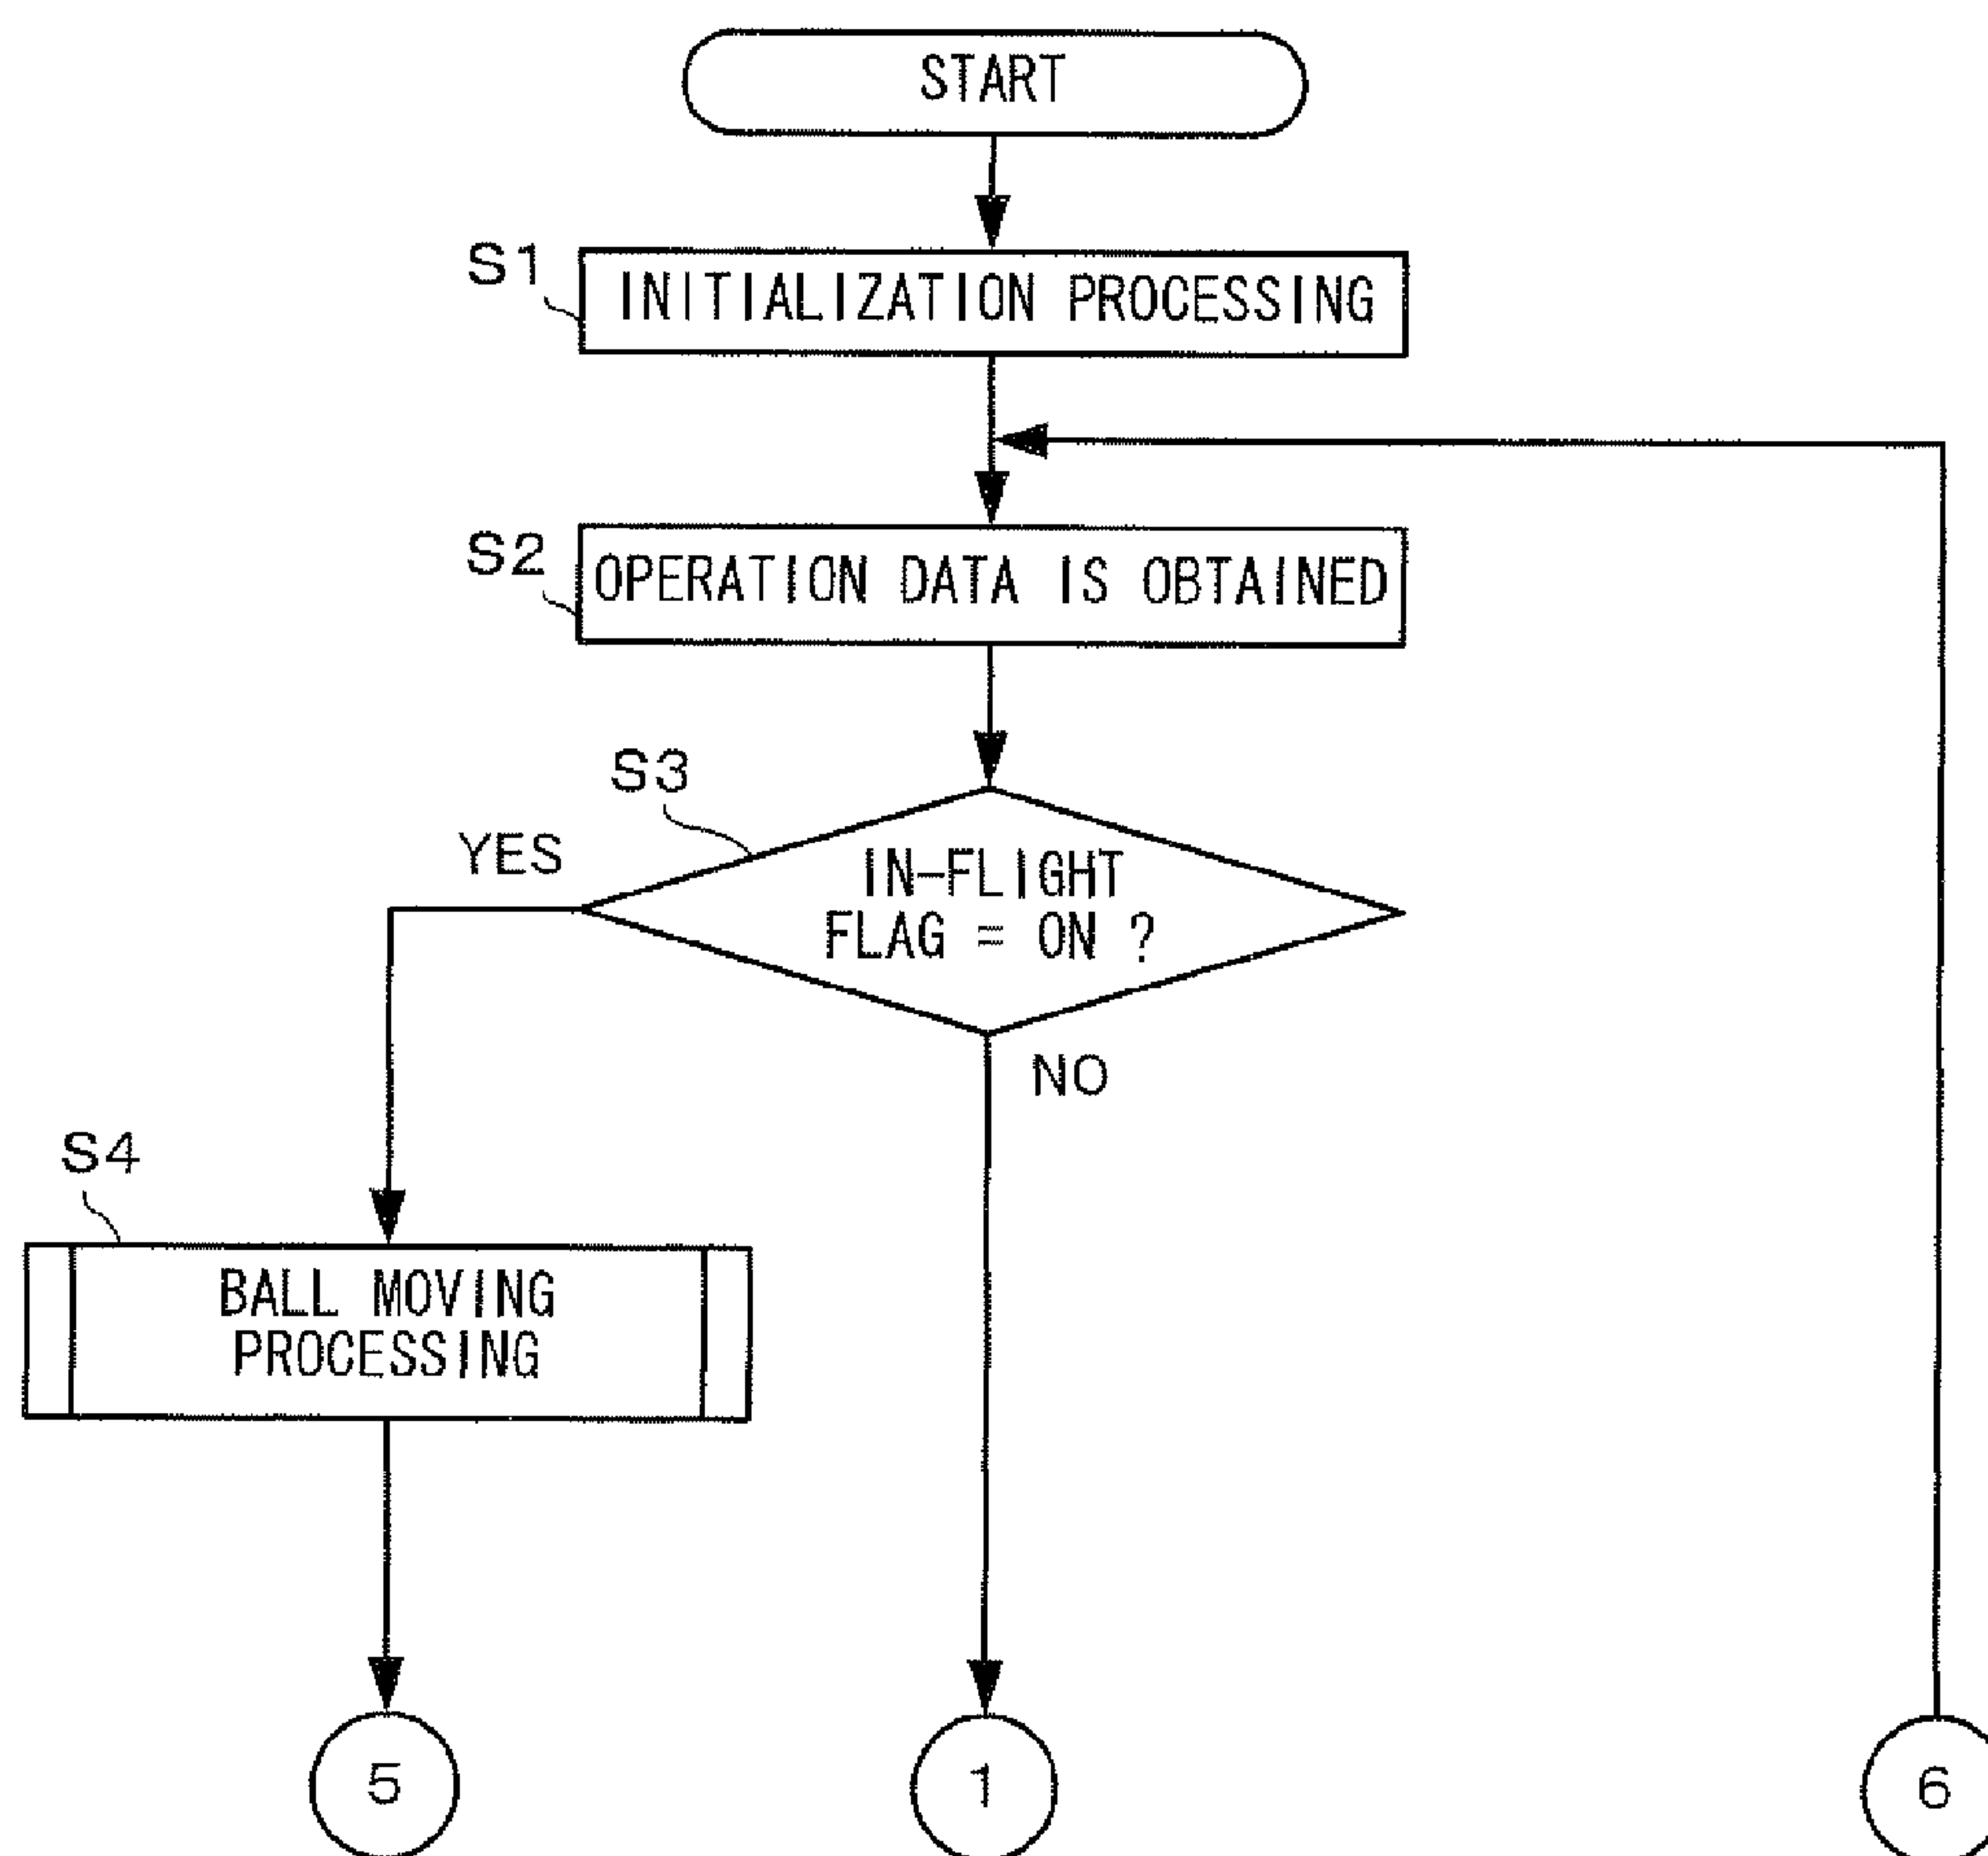 START
S1
INITIALIZATION PROCESSING
S2
OPERATION DATA IS OBTAINED
S3
YES
IN-FLIGHT
FLAG = ON ?
NO
S4
BALL MOVING
PROCESSING
5
1
6